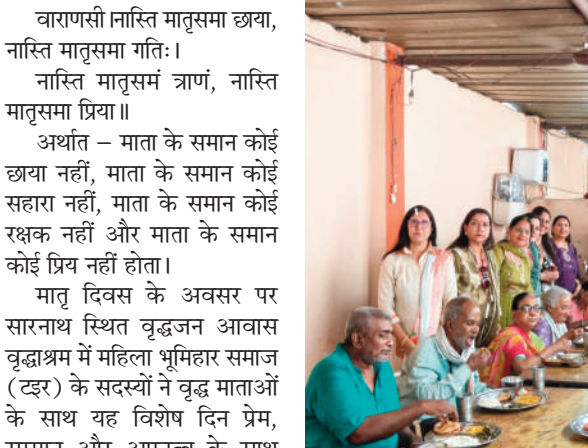 वाराणसी।नास्ति मातृसमा छाया,
नास्ति मातृसमा गतिः।
नास्ति मातृसमं त्राणं, नास्ति
मातृसमा प्रिया॥
अर्थात – माता के समान कोई
छाया नहीं, माता के समान कोई
सहारा नहीं, माता के समान कोई
रक्षक नहीं और माता के समान
कोई प्रिय नहीं होता।
मातृ दिवस के अवसर पर
सारनाथ स्थित वृद्धजन आवास
वृद्धाश्रम में महिला भूमिहार समाज
(टइर) के सदस्यों ने वृद्ध माताओं
के साथ यह विशेष दिन प्रेम,